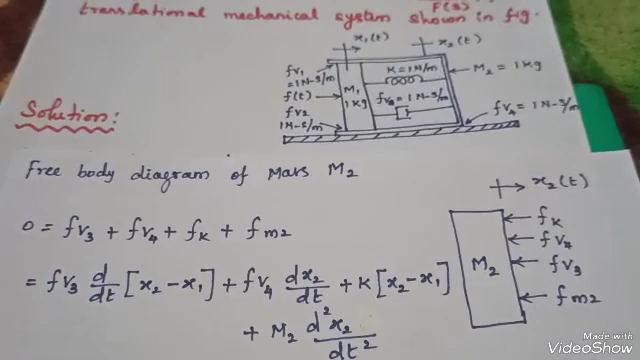 F(s)
translational mechanical system shown in fig.
x₁(t) x₂(t)
fv₁ = 1N-S/m
K = 1N/m
M₂ = 1kg
f(t)
M₁ 1kg
fv₃ = 1N-S/m
fv₂ 1N-S/m
fv₄ = 1N-S/m
Solution:
Free body diagram of Mass M₂
x₂(t)
0 = fv₃ + fv₄ + fₖ + fm₂
= fv₃ d/dt [x₂ - x₁] + fv₄ dx₂/dt + K[x₂ - x₁]
+ M₂ d²x₂/dt²
M₂
fₖ
fv₄
fv₃
fm₂
Made with
VideoShow